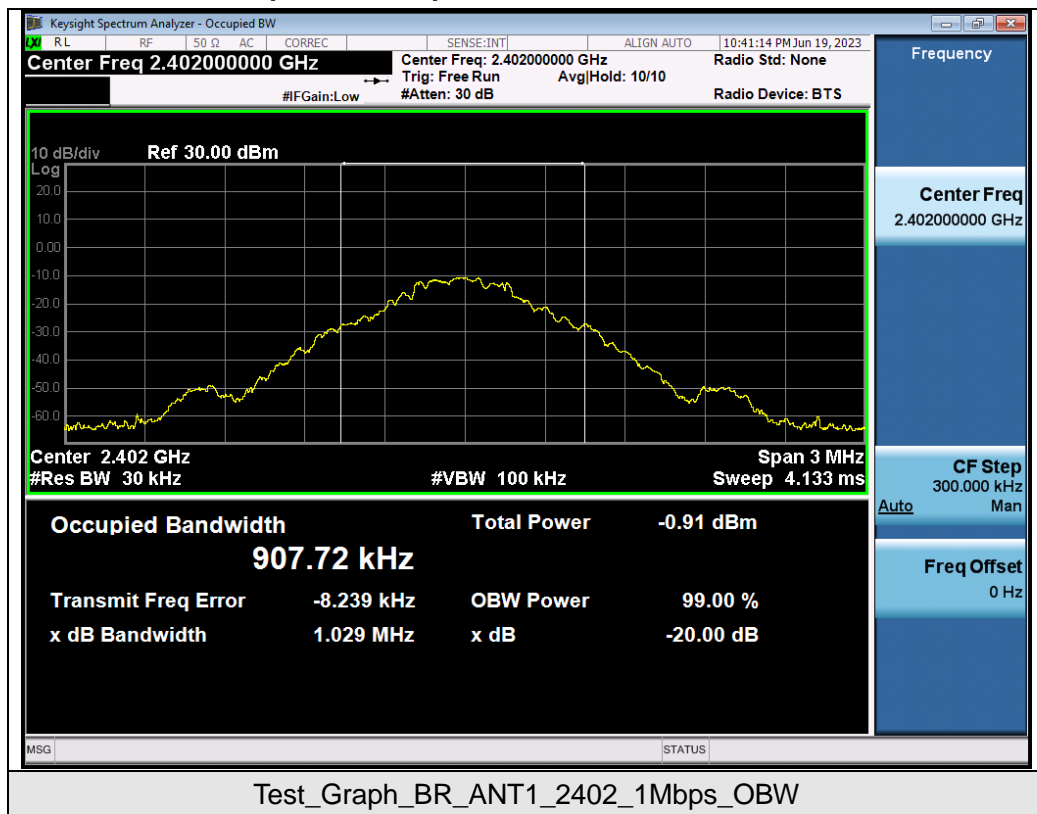 Keysight Spectrum Analyzer - Occupied BW
LXI RL RF 50 Ω AC CORREC SENSE:INT ALIGN AUTO 10:41:14 PM Jun 19, 2023
Center Freq 2.402000000 GHz
Center Freq: 2.402000000 GHz
Radio Std: None
Trig: Free Run Avg|Hold: 10/10
#IFGain:Low #Atten: 30 dB Radio Device: BTS
10 dB/div Ref 30.00 dBm
Log
20.0
10.0
0.00
-10.0
-20.0
-30.0
-40.0
-50.0
-60.0
Center 2.402 GHz Span 3 MHz
#Res BW 30 kHz #VBW 100 kHz Sweep 4.133 ms
Occupied Bandwidth Total Power -0.91 dBm
907.72 kHz
Transmit Freq Error -8.239 kHz OBW Power 99.00 %
x dB Bandwidth 1.029 MHz x dB -20.00 dB
Frequency
Center Freq
2.402000000 GHz
CF Step
300.000 kHz
Auto Man
Freq Offset
0 Hz
MSG STATUS
Test_Graph_BR_ANT1_2402_1Mbps_OBW